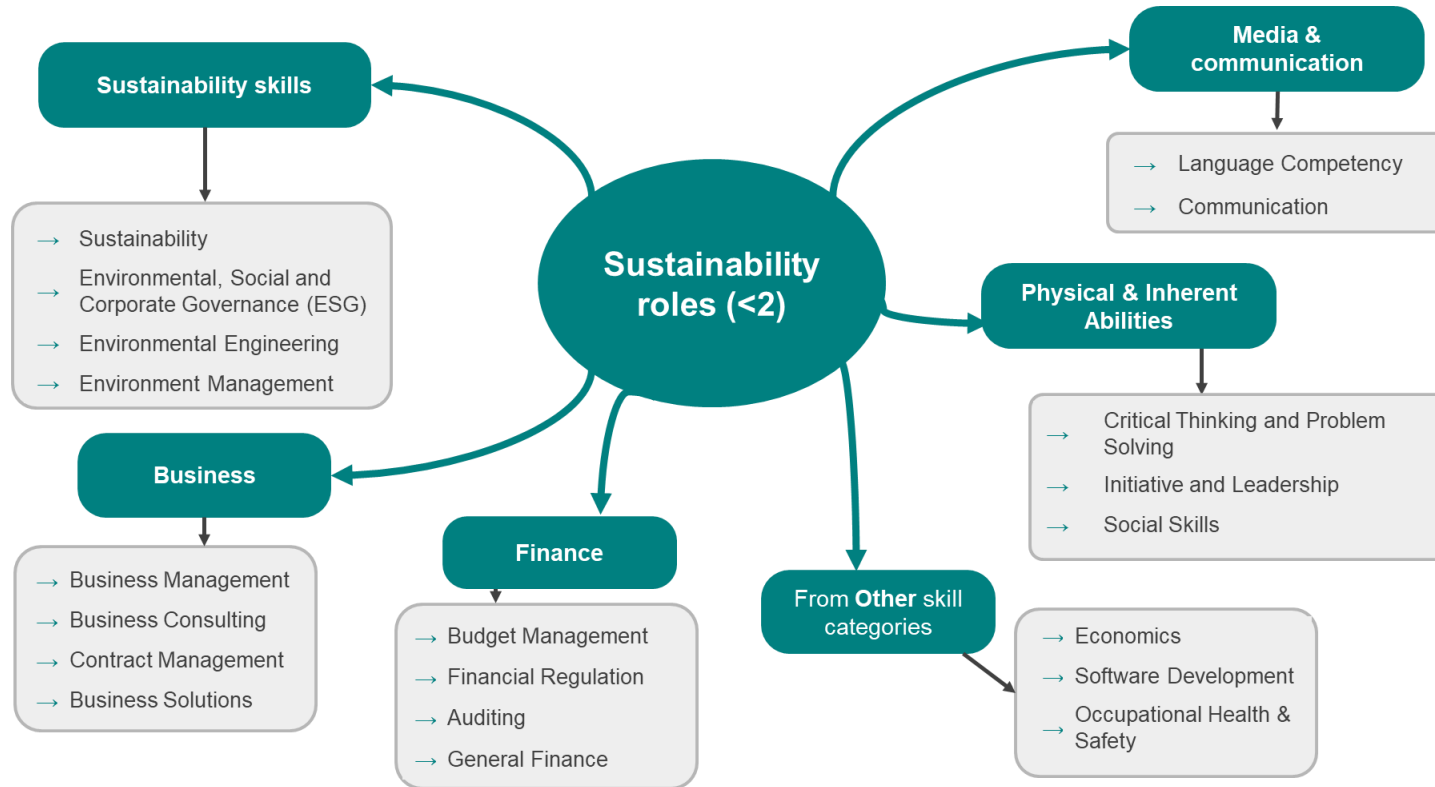 Sustainability skills
→ Sustainability
→ Environmental, Social and
Corporate Governance (ESG)
→ Environmental Engineering
→ Environment Management
Business
→ Business Management
→ Business Consulting
→ Contract Management
→ Business Solutions
Sustainability
roles (<2)
Finance
→ Budget Management
→ Financial Regulation
→ Auditing
→ General Finance
Media &
communication
→ Language Competency
→ Communication
Physical & Inherent
Abilities
→ Critical Thinking and Problem
Solving
→ Initiative and Leadership
→ Social Skills
From Other skill
categories
→ Economics
→ Software Development
→ Occupational Health &
Safety